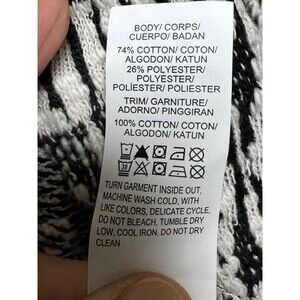 BODY/ CORPS/
CUERPO/ BADAN
74% COTTON/ COTON/
ALGODON/ KATUN
26% POLYESTER/
POLYESTER/
POLÍESTER/ POLIESTER
TRIM/ GARNITURE/
ADORNO/ PINGGIRAN
100% COTTON/ COTON/
ALGODON/ KATUN
30
TURN GARMENT INSIDE OUT,
MACHINE WASH COLD, WITH
LIKE COLORS, DELICATE CYCLE,
DO NOT BLEACH, TUMBLE DRY
LOW, COOL IRON, DO NOT DRY
CLEAN